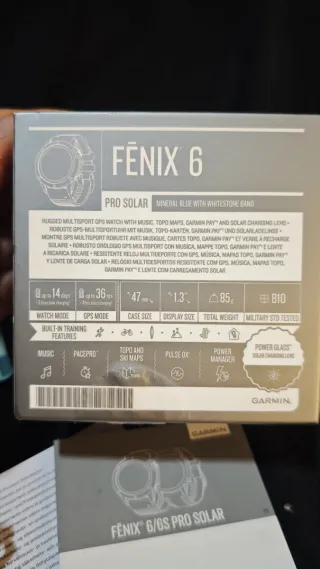 FĒNIX 6
PRO SOLAR MINERAL BLUE WITH WHITESTONE BAND
RUGGED MULTISPORT GPS WATCH WITH MUSIC, TOPO MAPS, GARMIN PAY™ AND SOLAR CHARGING LENS •
ROBUSTE GPS-MULTISPORTUHR MIT MUSIK, TOPO-KARTEN, GARMIN PAY™ UND SOLARLADELINSE •
MONTRE GPS MULTISPORT ROBUSTE AVEC MUSIQUE, CARTES TOPO, GARMIN PAY™ ET VERRE À RECHARGE
SOLAIRE • ROBUSTO OROLOGIO GPS MULTISPORT CON MUSICA, MAPPE TOPO, GARMIN PAY™ E LENTE
A RICARICA SOLARE • RESISTENTE RELOJ MULTIDEPORTE CON GPS, MÚSICA, MAPAS TOPO, GARMIN PAY™
Y LENTE DE CARGA SOLAR • RELÓGIO MULTIDESPORTOS RESISTENTE COM GPS, MÚSICA, MAPAS TOPO,
GARMIN PAY™ E LENTE COM CARREGAMENTO SOLAR
up to 14 days
up to 36 hrs
47 mm
1.3"
85g
810
WATCH MODE GPS MODE CASE SIZE DISPLAY SIZE TOTAL WEIGHT MILITARY STD TESTED
BUILT-IN TRAINING
FEATURES
MUSIC
PACEPRO™
TOPO AND
SKI MAPS
PULSE OX
POWER
MANAGER
POWER GLASS™
SOLAR CHARGING LENS
GARMIN.
GARMIN
FĒNIX® 6/6S PRO SOLAR